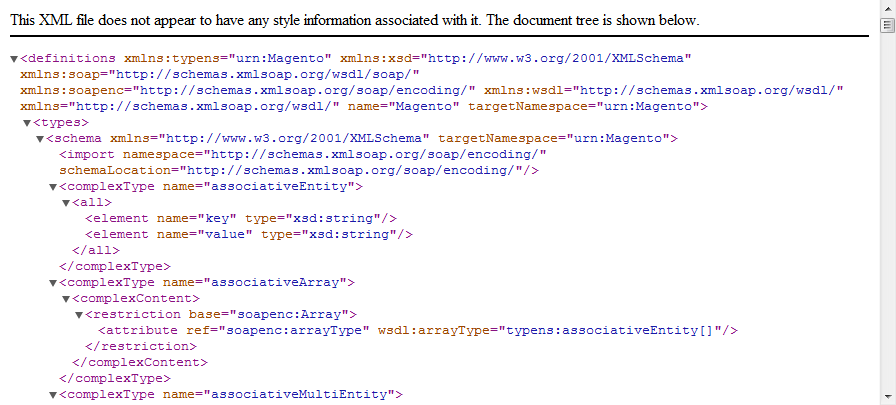 This XML file does not appear to have any style information associated with it. The document tree is shown below.
▼<definitions xmlns:typens="urn:Magento" xmlns:xsd="http://www.w3.org/2001/XMLSchema"
xmlns:soap="http://schemas.xmlsoap.org/wsdl/soap/"
xmlns:soapenc="http://schemas.xmlsoap.org/soap/encoding/" xmlns:wsdl="http://schemas.xmlsoap.org/wsdl/"
xmlns="http://schemas.xmlsoap.org/wsdl/" name="Magento" targetNamespace="urn:Magento">
▼<types>
▼<schema xmlns="http://www.w3.org/2001/XMLSchema" targetNamespace="urn:Magento">
<import namespace="http://schemas.xmlsoap.org/soap/encoding/"
schemaLocation="http://schemas.xmlsoap.org/soap/encoding/"/>
▼<complexType name="associativeEntity">
▼<all>
<element name="key" type="xsd:string"/>
<element name="value" type="xsd:string"/>
</all>
</complexType>
▼<complexType name="associativeArray">
▼<complexContent>
▼<restriction base="soapenc:Array">
<attribute ref="soapenc:arrayType" wsdl:arrayType="typens:associativeEntity[]"/>
</restriction>
</complexContent>
</complexType>
▼<complexType name="associativeMultiEntity">